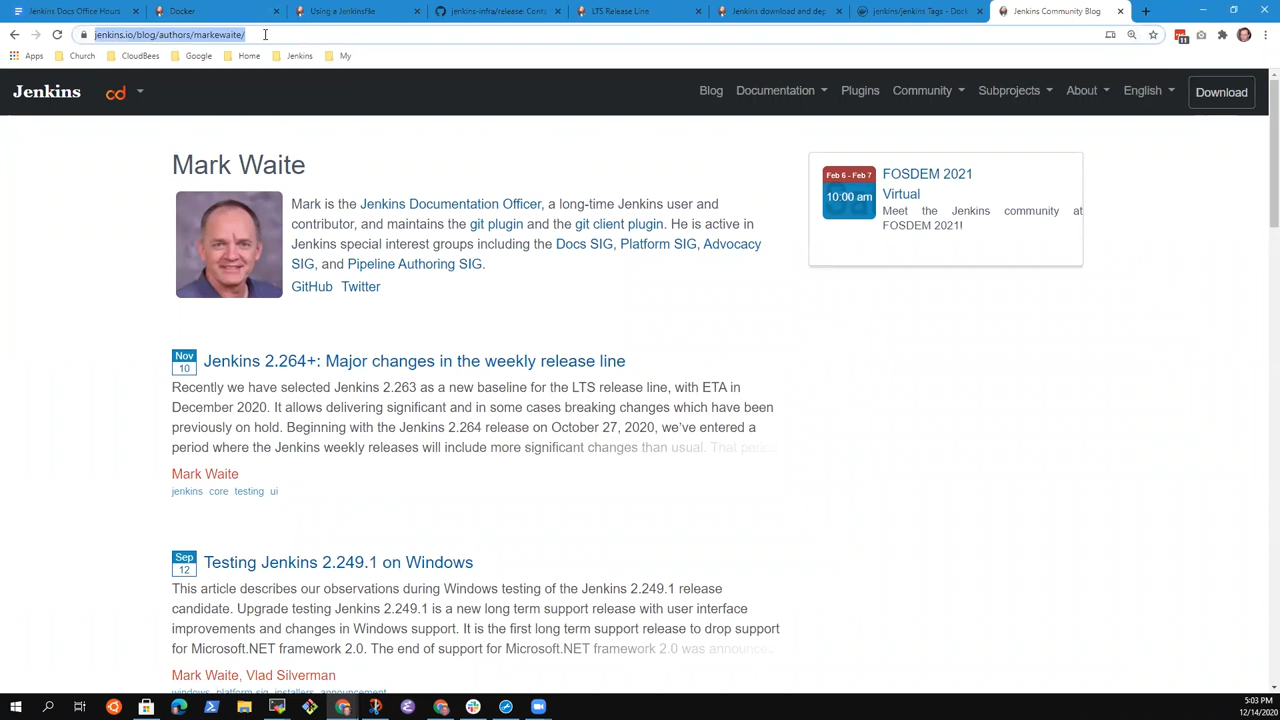 Jenkins Docs Office Hours
Docker
Using a Jenkinsfile
jenkins-infra/release: Cont
LTS Release Line
Jenkins download and dep
jenkins/jenkins Tags - Dock
Jenkins Community Blog
jenkins.io/blog/authors/markewaite/
11
Apps
Church
CloudBees
Google
Home
Jenkins
My
Jenkins
cd
Blog
Documentation
Plugins
Community
Subprojects
About
English
Download
Mark Waite
Mark is the Jenkins Documentation Officer, a long-time Jenkins user and
contributor, and maintains the git plugin and the git client plugin. He is active in
Jenkins special interest groups including the Docs SIG, Platform SIG, Advocacy
SIG, and Pipeline Authoring SIG.
GitHub Twitter
Feb 6 - Feb 7
10:00 am
FOSDEM 2021
Virtual
Meet the Jenkins community at
FOSDEM 2021!
Nov
10
Jenkins 2.264+: Major changes in the weekly release line
Recently we have selected Jenkins 2.263 as a new baseline for the LTS release line, with ETA in
December 2020. It allows delivering significant and in some cases breaking changes which have been
previously on hold. Beginning with the Jenkins 2.264 release on October 27, 2020, we've entered a
period where the Jenkins weekly releases will include more significant changes than usual. That perio
Mark Waite
jenkins core testing ui
Sep
12
Testing Jenkins 2.249.1 on Windows
This article describes our observations during Windows testing of the Jenkins 2.249.1 release
candidate. Upgrade testing Jenkins 2.249.1 is a new long term support release with user interface
improvements and changes in Windows support. It is the first long term support release to drop support
for Microsoft.NET framework 2.0. The end of support for Microsoft.NET framework 2.0 was announce...
Mark Waite, Vlad Silverman
windows platform-sig installers announcement
5:03 PM
12/14/2020